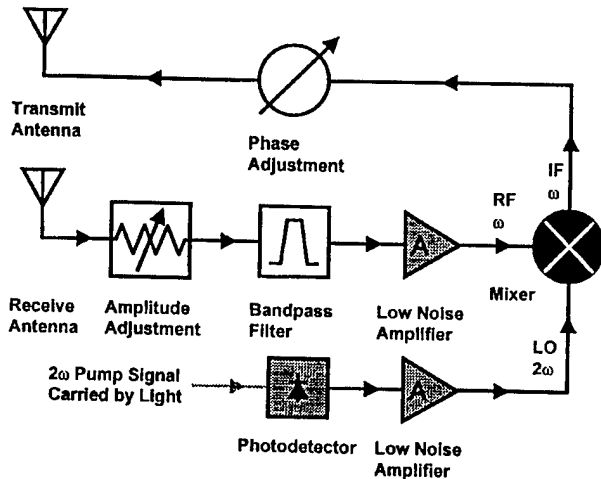 Transmit
Antenna
Phase
Adjustment
IF
ω
RF
ω
A
Mixer
Receive
Antenna
Amplitude
Adjustment
Bandpass
Filter
Low Noise
Amplifier
LO
2ω
2ω Pump Signal
Carried by Light
A
Photodetector
Low Noise
Amplifier